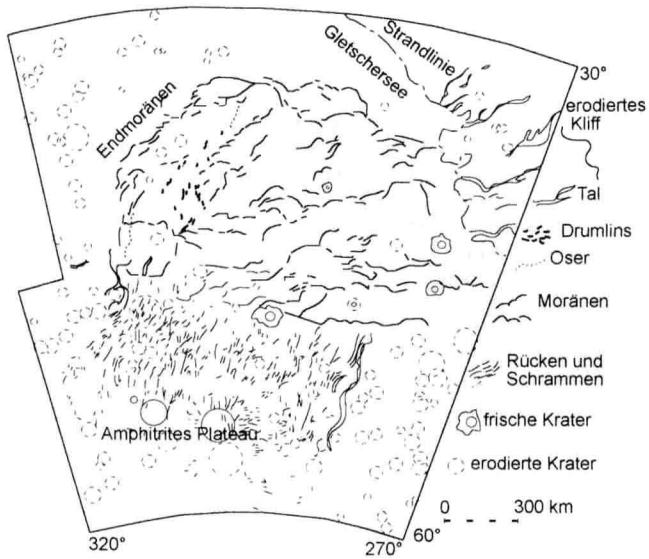 Strandlinie
Gletschersee
Endmoränen
30°
erodiertes
Kliff
Tal
Drumlins
Oser
Moränen
Rücken und
Schrammen
frische Krater
erodierte Krater
Amphitrites Plateau
0 300 km
60°
320°
270°